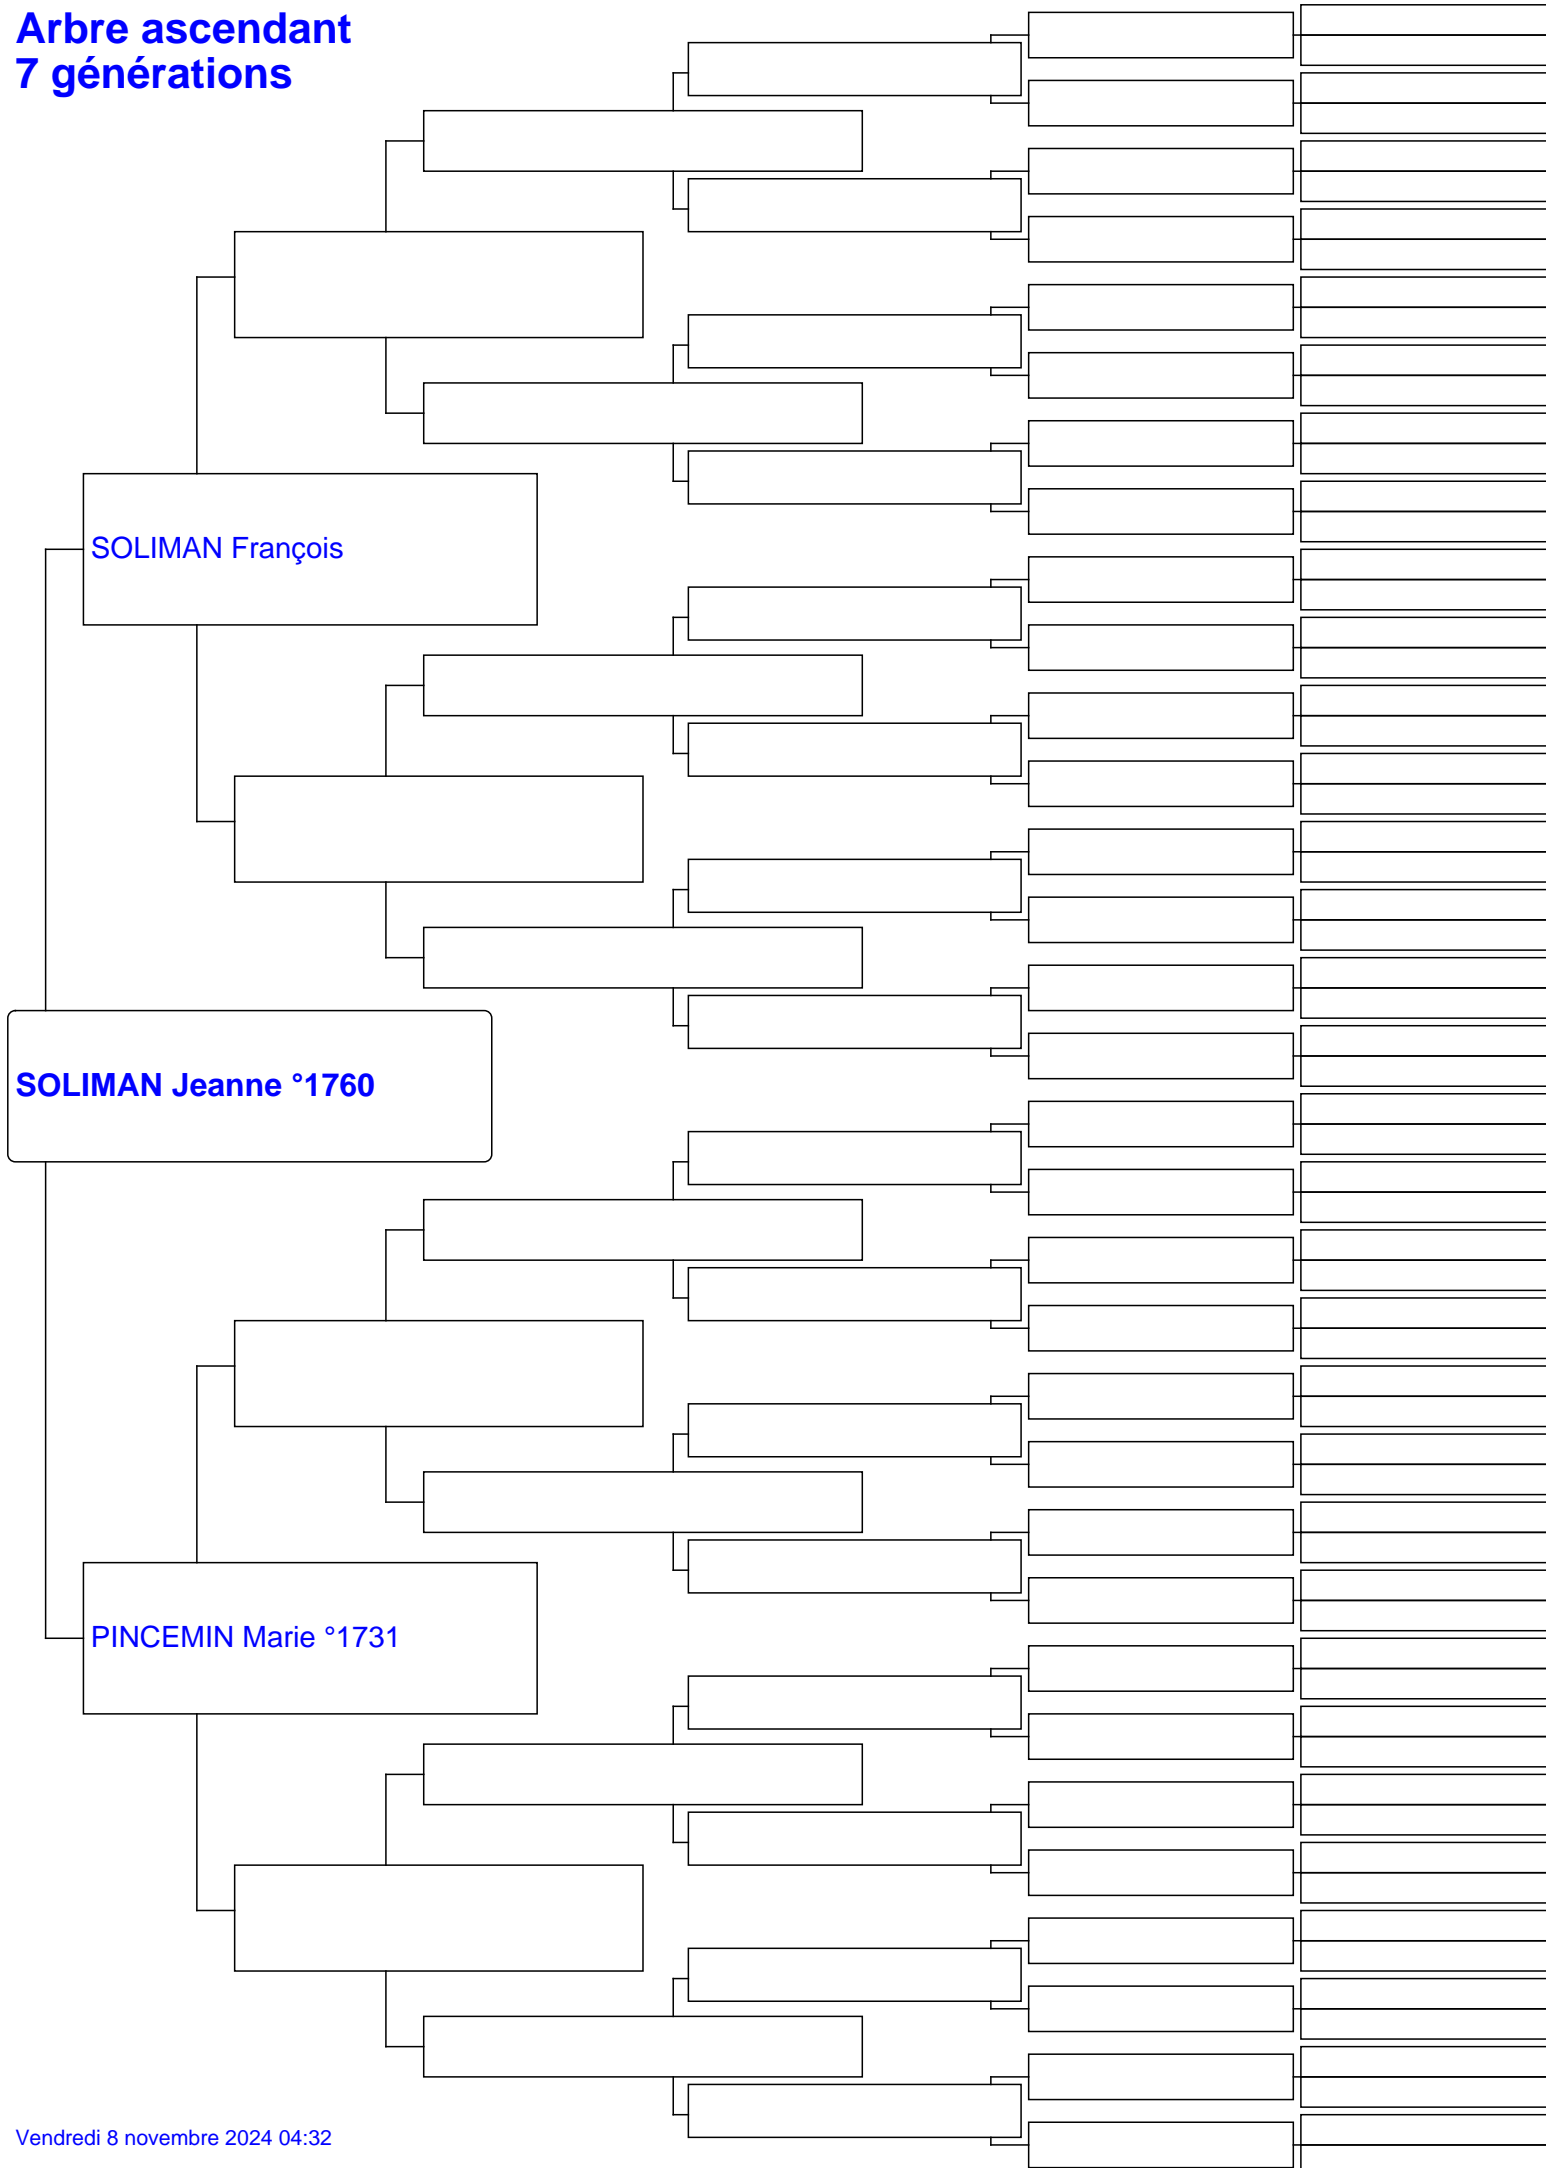 Arbre ascendant
7 générations
SOLIMAN François
SOLIMAN Jeanne °1760
PINCEMIN Marie °1731
Vendredi 8 novembre 2024 04:32